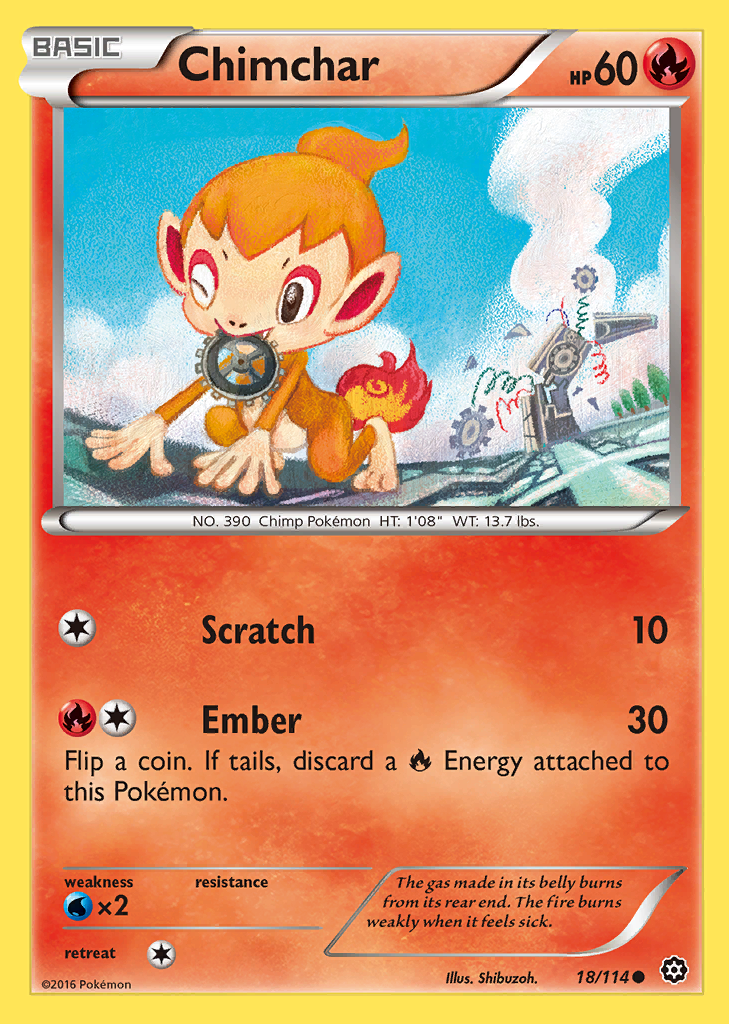 BASIC
Chimchar
HP60
NO. 390 Chimp Pokémon HT: 1'08" WT: 13.7 lbs.
Scratch 10
Ember 30
Flip a coin. If tails, discard a Energy attached to
this Pokémon.
weakness resistance
×2
retreat
The gas made in its belly burns
from its rear end. The fire burns
weakly when it feels sick.
©2016 Pokémon
Illus. Shibuzoh.
18/114